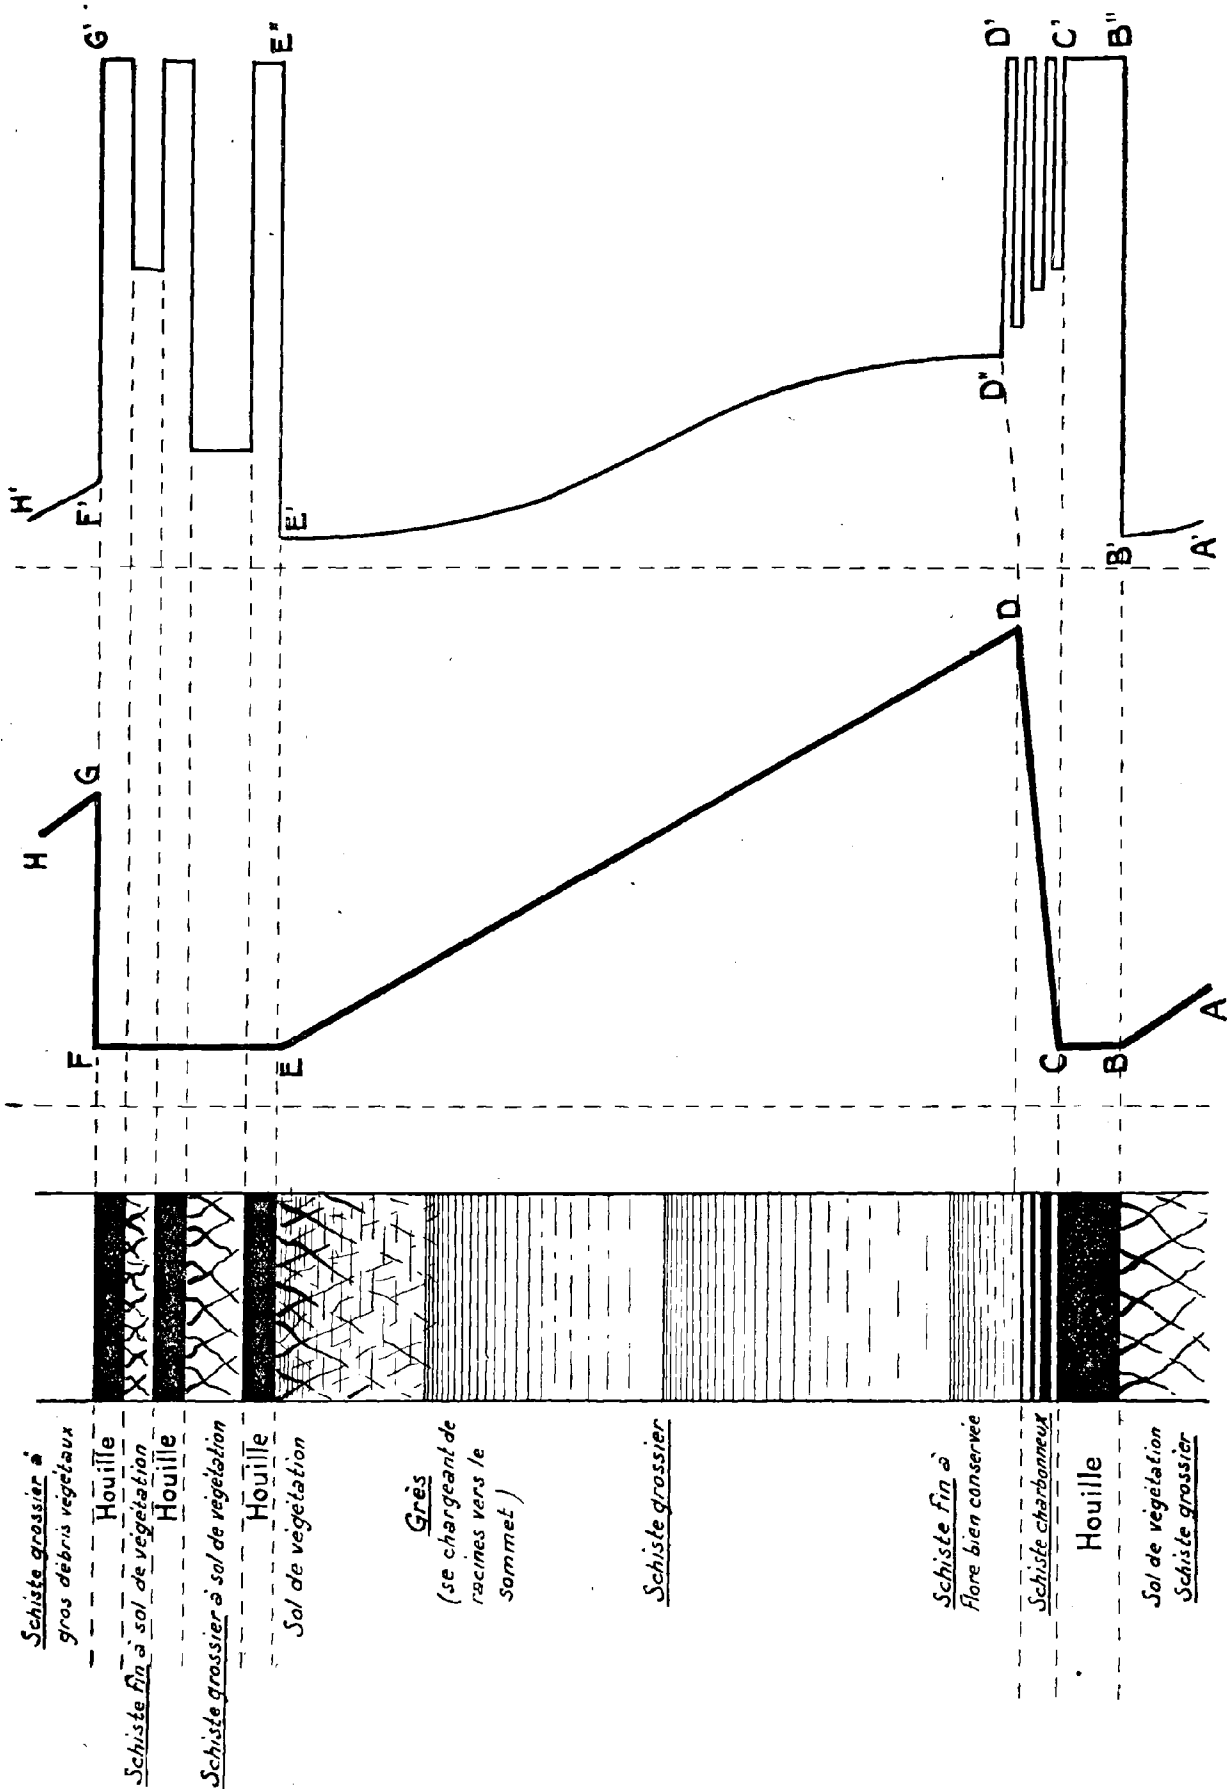 Schiste grossier à
gros débris végétaux
Houille
Schiste fin à sol de végétation
Houille
Schiste grossier à sol de végétation
Houille
Sol de végétation
Grès
(se chargeant de
racines vers le
sommet)
Schiste grossier
Schiste fin à
flore bien conservée
Schiste charbonneux
Houille
Sol de végétation
Schiste grossier
H
G
F
E
D
C
B
A
H'
G'
F'
E'
E"
D'
D"
C'
B'
B"
A'